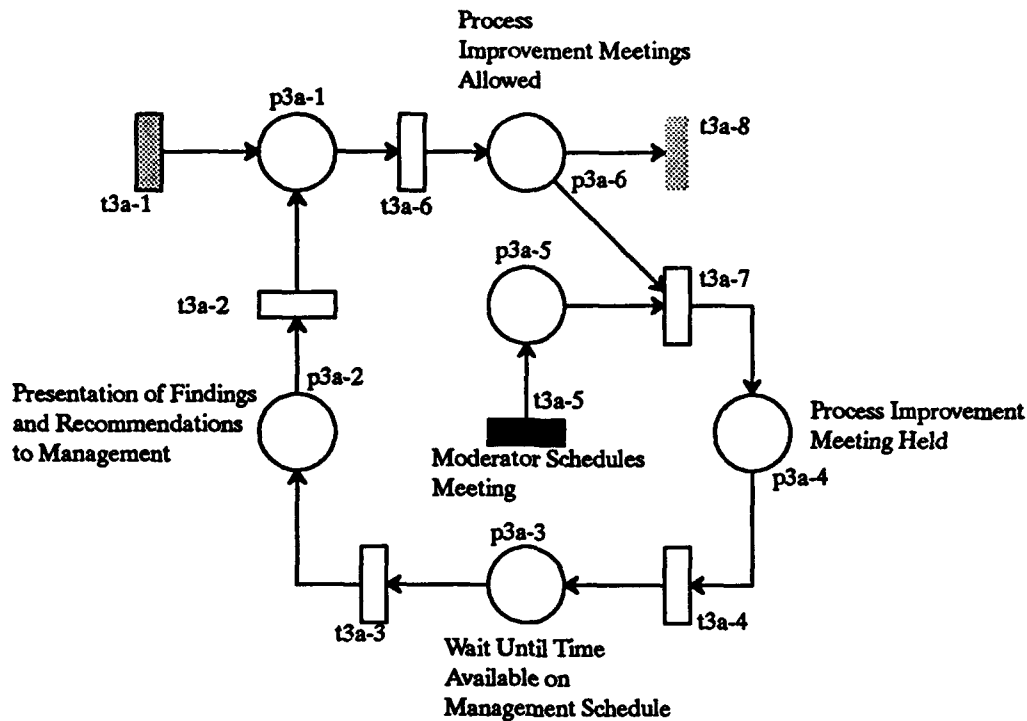 Process
Improvement Meetings
Allowed
p3a-1
t3a-8
t3a-1
t3a-6
p3a-6
p3a-5
t3a-7
t3a-2
p3a-2
t3a-5
Presentation of Findings
and Recommendations
to Management
Process Improvement
Meeting Held
Moderator Schedules
Meeting
p3a-4
p3a-3
t3a-3
t3a-4
Wait Until Time
Available on
Management Schedule